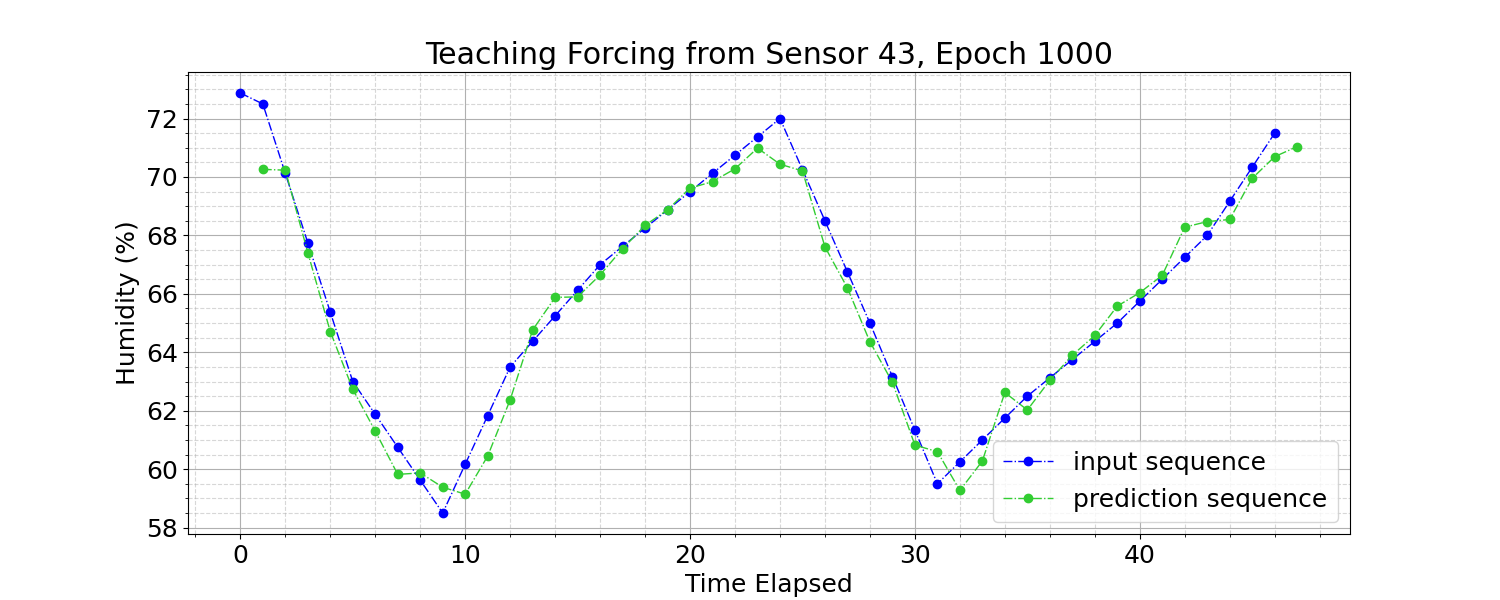 Teaching Forcing from Sensor 43, Epoch 1000
Humidity (%)
72
70
68
66
64
62
60
58
input sequence
prediction sequence
0 10 20 30 40
Time Elapsed